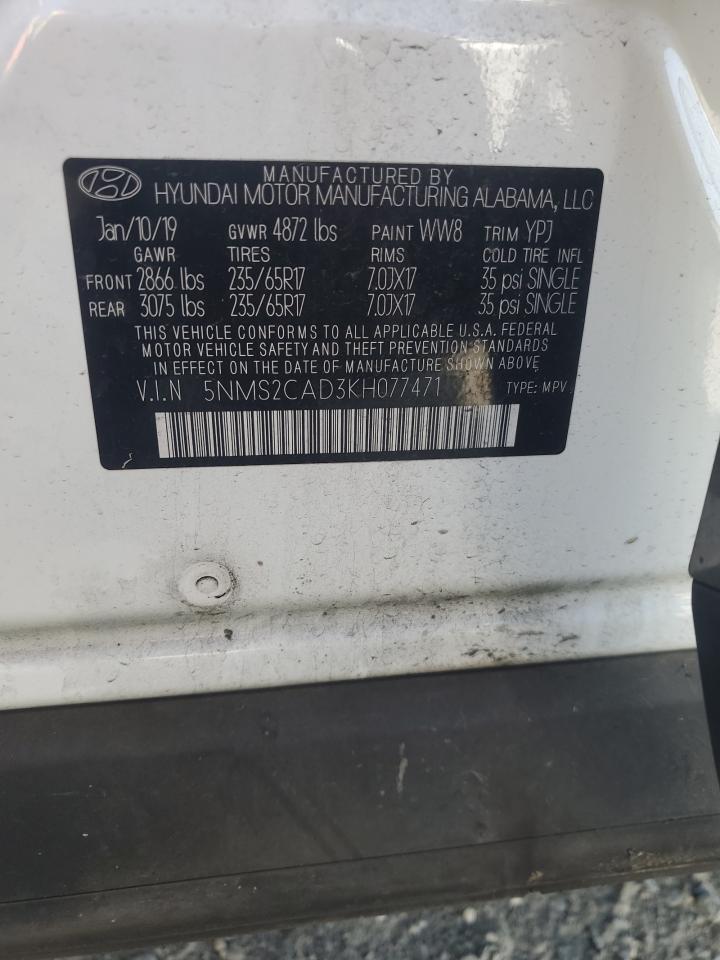 MANUFACTURED BY
HYUNDAI MOTOR MANUFACTURING ALABAMA, LLC
Jan/10/19 GVWR 4872 lbs PAINT WW8 TRIM YPJ
GAWR TIRES RIMS COLD TIRE INFL
FRONT 2866 lbs 235/65R17 7.0JX17 35 psi SINGLE
REAR 3075 lbs 235/65R17 7.0JX17 35 psi SINGLE
THIS VEHICLE CONFORMS TO ALL APPLICABLE U.S.A. FEDERAL
MOTOR VEHICLE SAFETY AND THEFT PREVENTION STANDARDS
IN EFFECT ON THE DATE OF MANUFACTURE SHOWN ABOVE.
V.I.N 5NMS2CAD3KH077471 TYPE: MPV